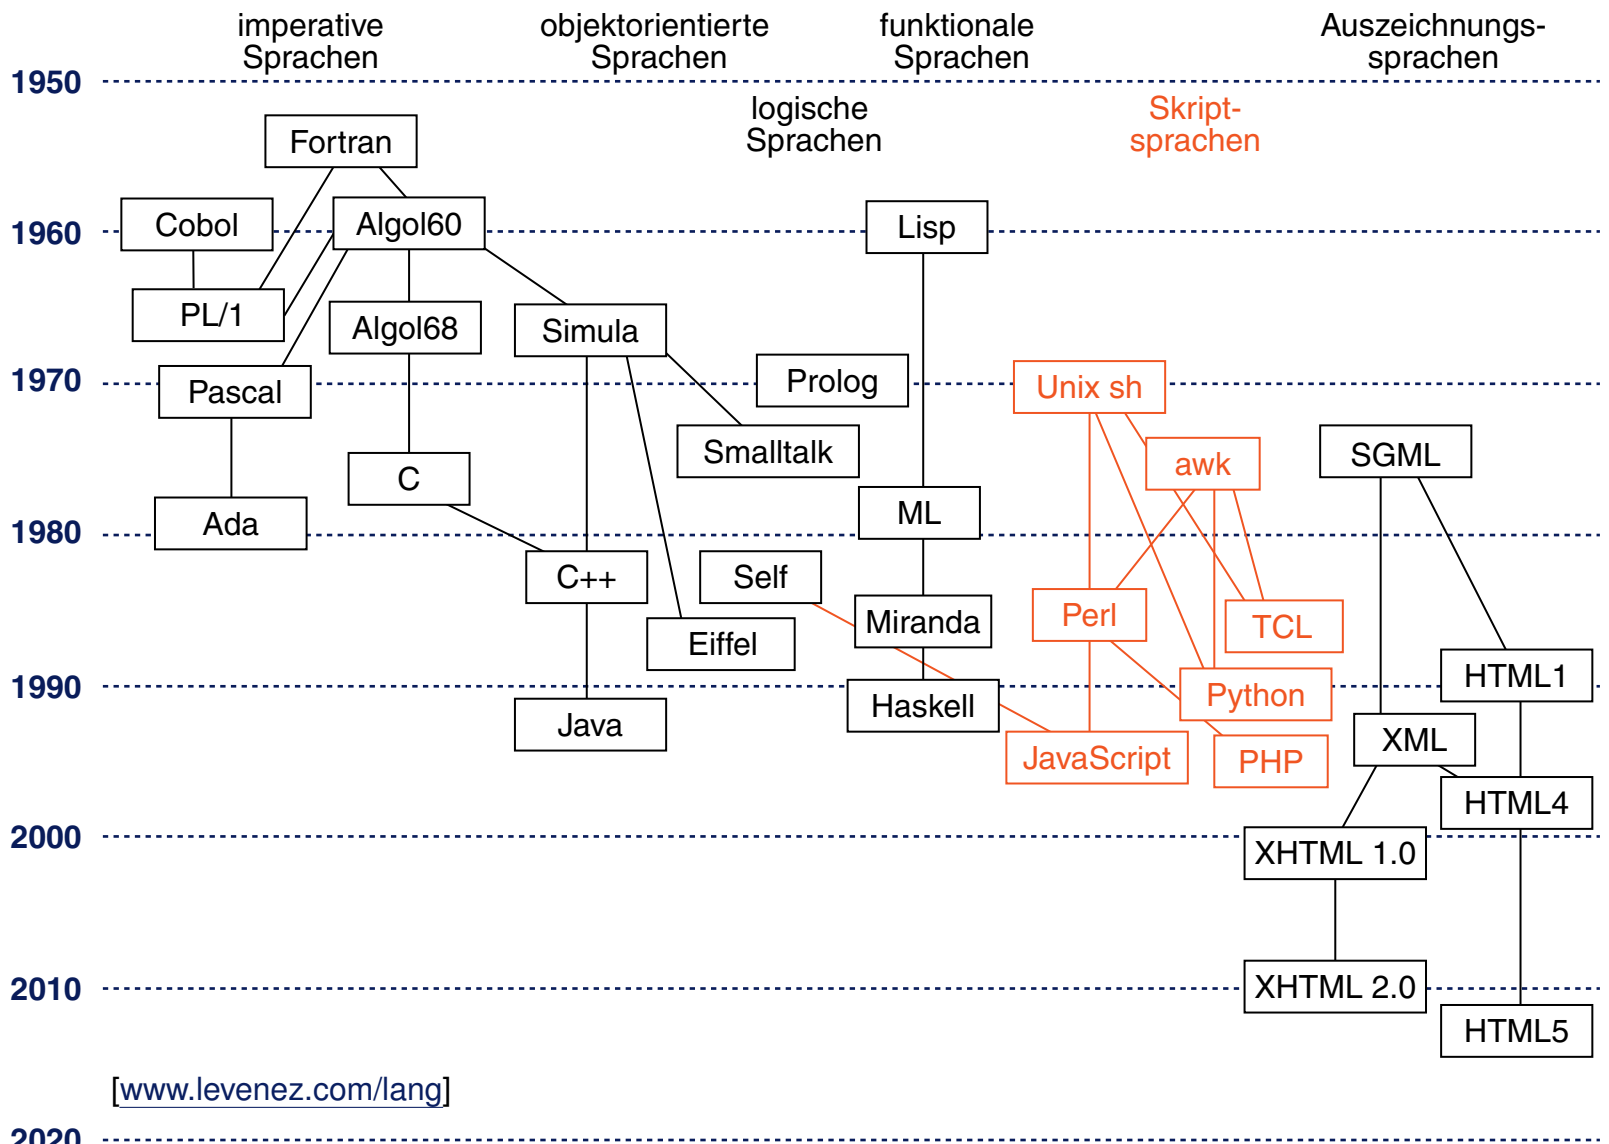 imperative
Sprachen
objektorientierte
Sprachen
funktionale
Sprachen
Auszeichnungs-
sprachen
1950
logische
Sprachen
Skript-
sprachen
Fortran
Cobol
Algol60
Lisp
1960
PL/1
Algol68
Simula
Prolog
Unix sh
1970
Pascal
Smalltalk
awk
SGML
C
ML
Ada
1980
C++
Self
Miranda
Perl
TCL
Eiffel
HTML1
1990
Haskell
Python
Java
XML
JavaScript
PHP
HTML4
2000
XHTML 1.0
2010
XHTML 2.0
HTML5
[www.levenez.com/lang]
2020